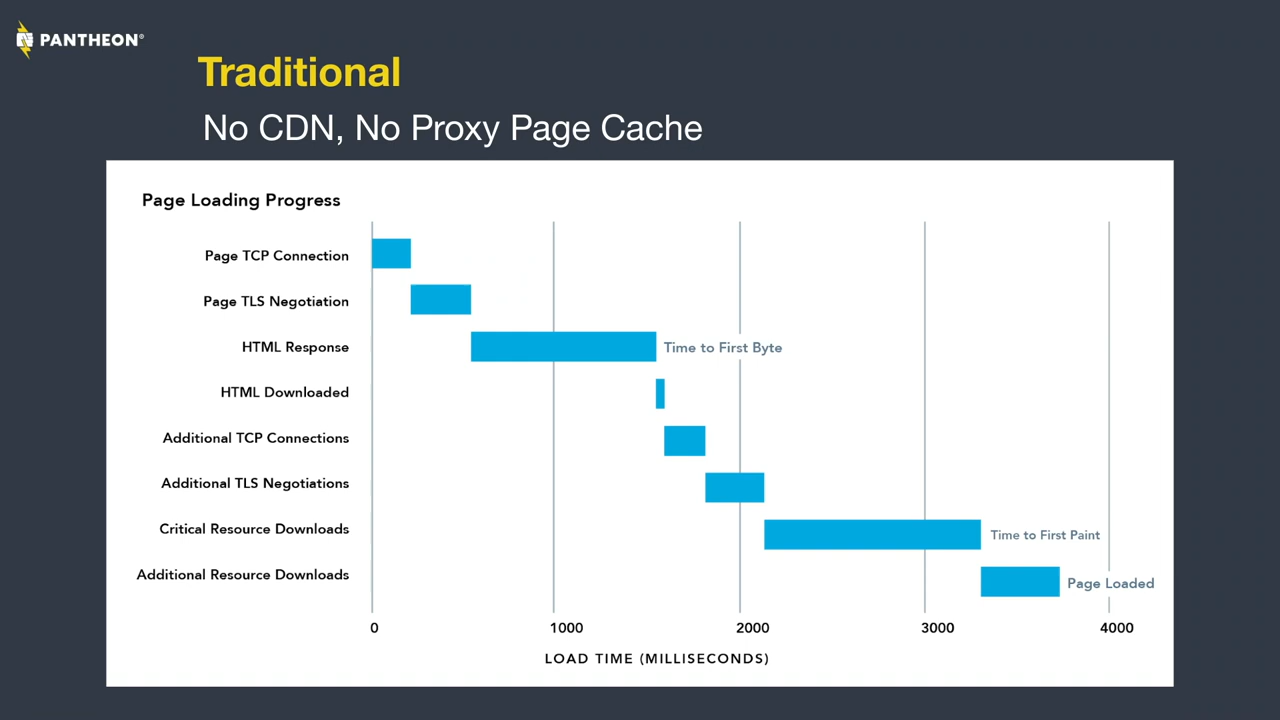 PANTHEON®
Traditional
No CDN, No Proxy Page Cache
Page Loading Progress
Page TCP Connection
Page TLS Negotiation
HTML Response
Time to First Byte
HTML Downloaded
Additional TCP Connections
Additional TLS Negotiations
Critical Resource Downloads
Time to First Paint
Additional Resource Downloads
Page Loaded
0 1000 2000 3000 4000
LOAD TIME (MILLISECONDS)